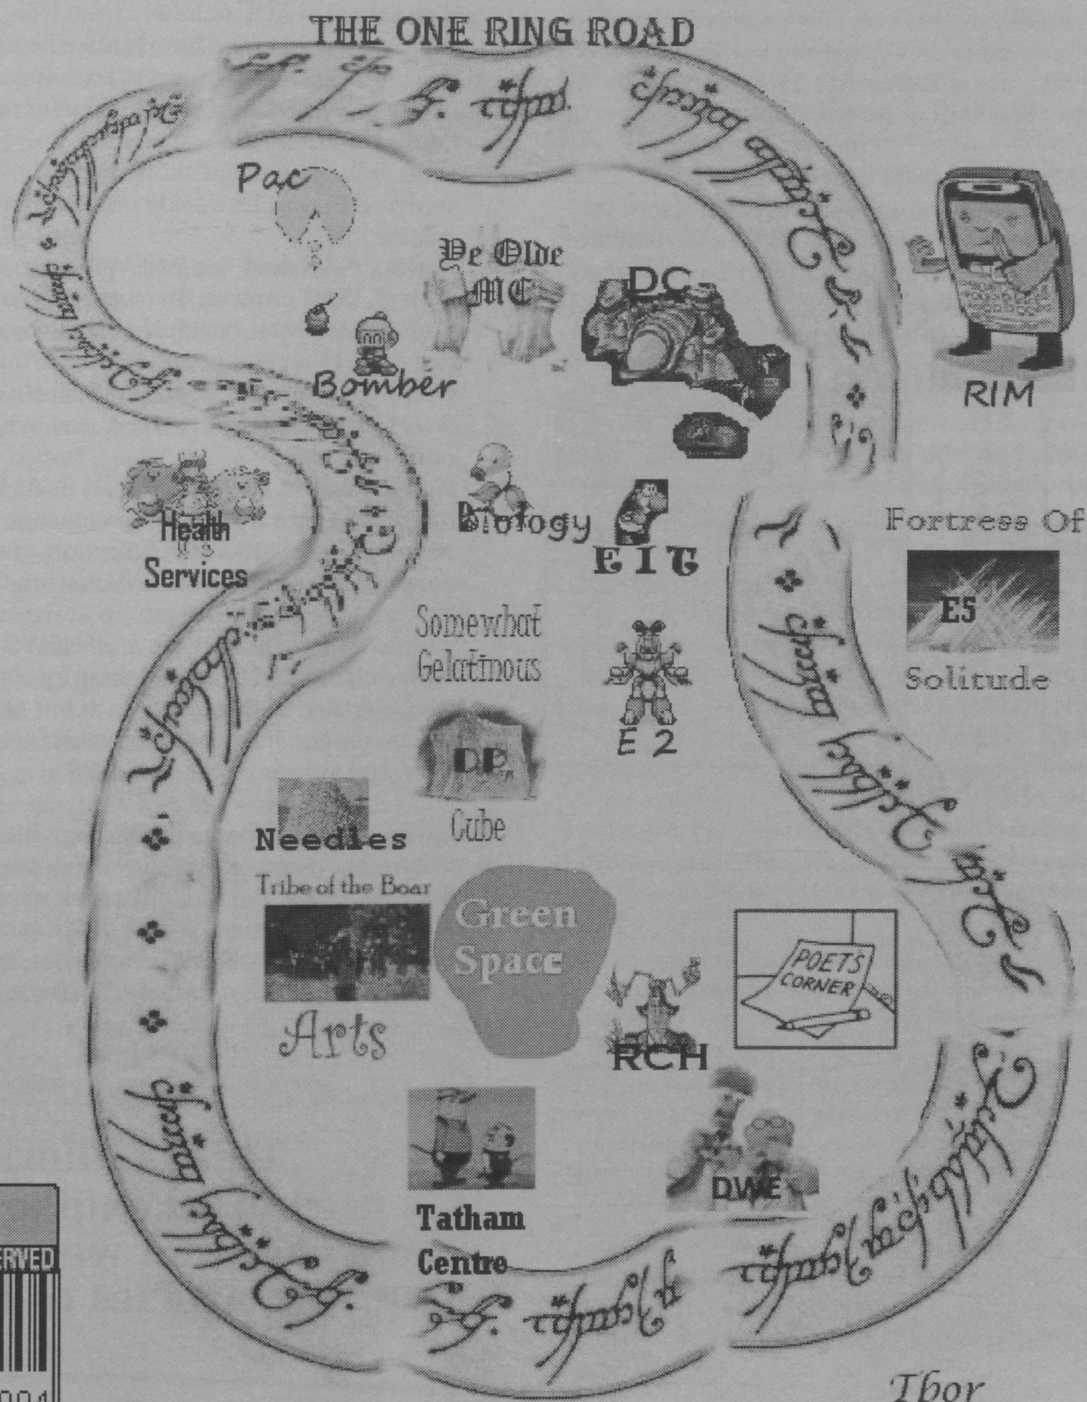 THE ONE RING ROAD
Pac
Ye Olde
MC
DC
Bomber
RIM
Health
Services
Biology
EIT
Fortress Of
E5
Solitude
Somewhat
Gelatinous
DP
Cube
E2
Needles
Tribe of the Boar
Arts
Green
Space
POETS
CORNER
RCH
DWE
Tatham
Centre
ERVED
Thor